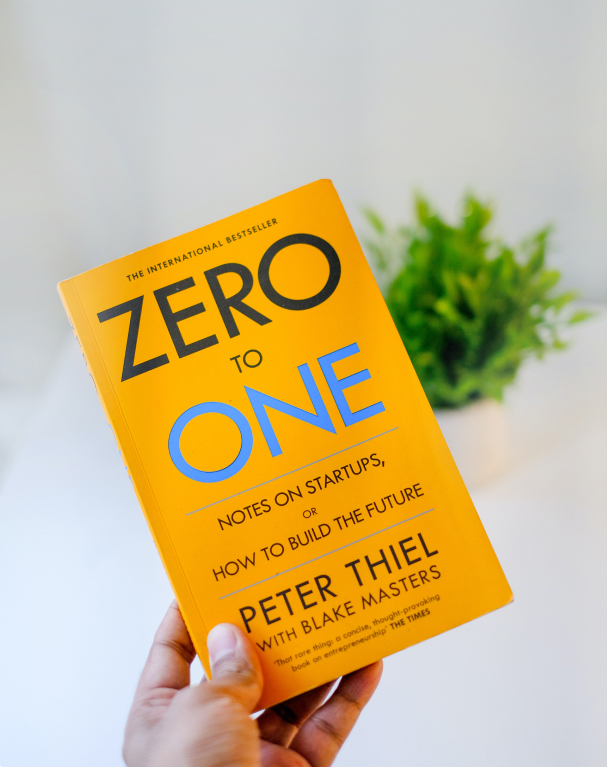 THE INTERNATIONAL BESTSELLER
ZERO
TO
ONE
NOTES ON STARTUPS,
OR
HOW TO BUILD THE FUTURE
PETER THIEL
WITH BLAKE MASTERS
'That rare thing: a concise, thought-provoking
book on entrepreneurship' THE TIMES